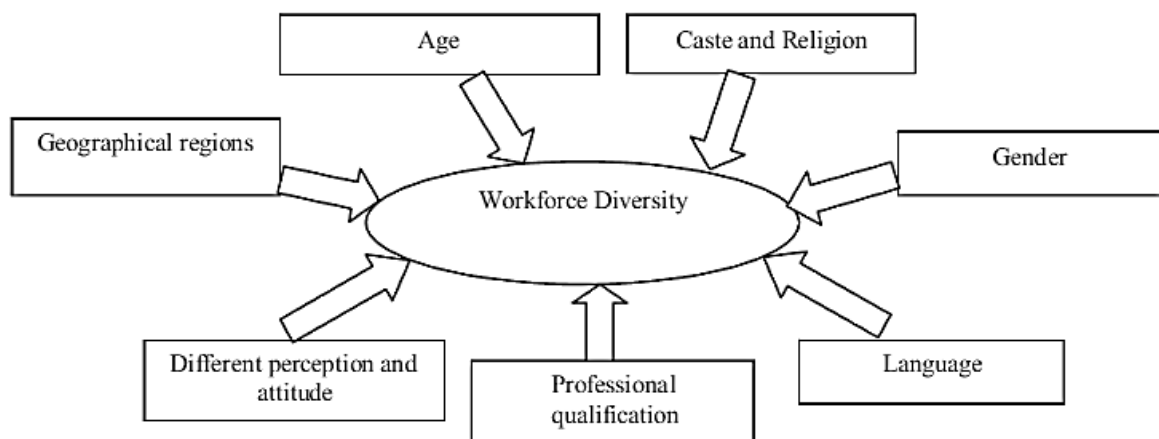 Age
Caste and Religion
Geographical regions
Gender
Workforce Diversity
Different perception and
attitude
Professional
qualification
Language